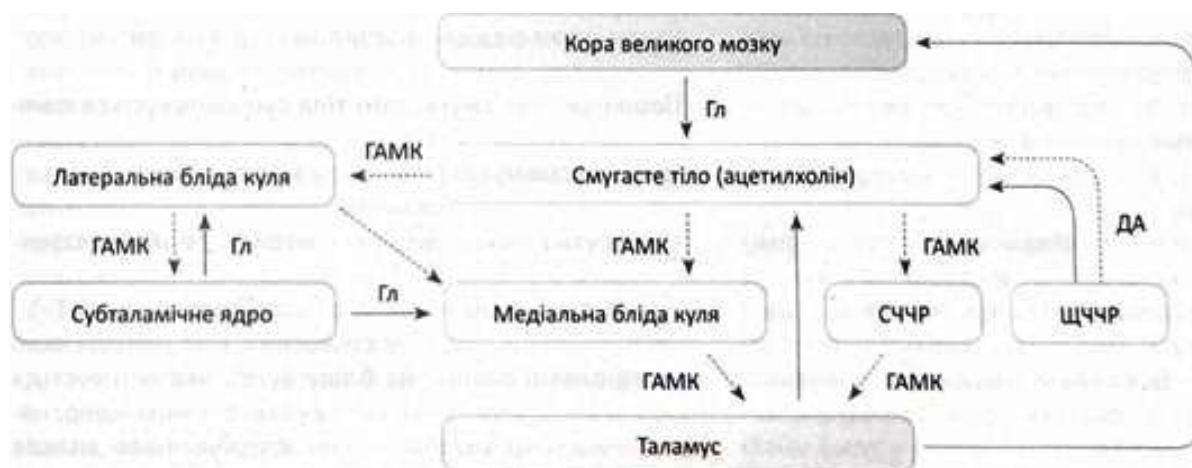 Кора великого мозку
Гл
ГАМК
Латеральна бліда куля
Смугасте тіло (ацетилхолін)
ГАМК
Гл
ГАМК
ГАМК
ДА
Гл
Субталамічне ядро
Медіальна бліда куля
СЧЧР
ЩЧЧР
ГАМК
ГАМК
Таламус